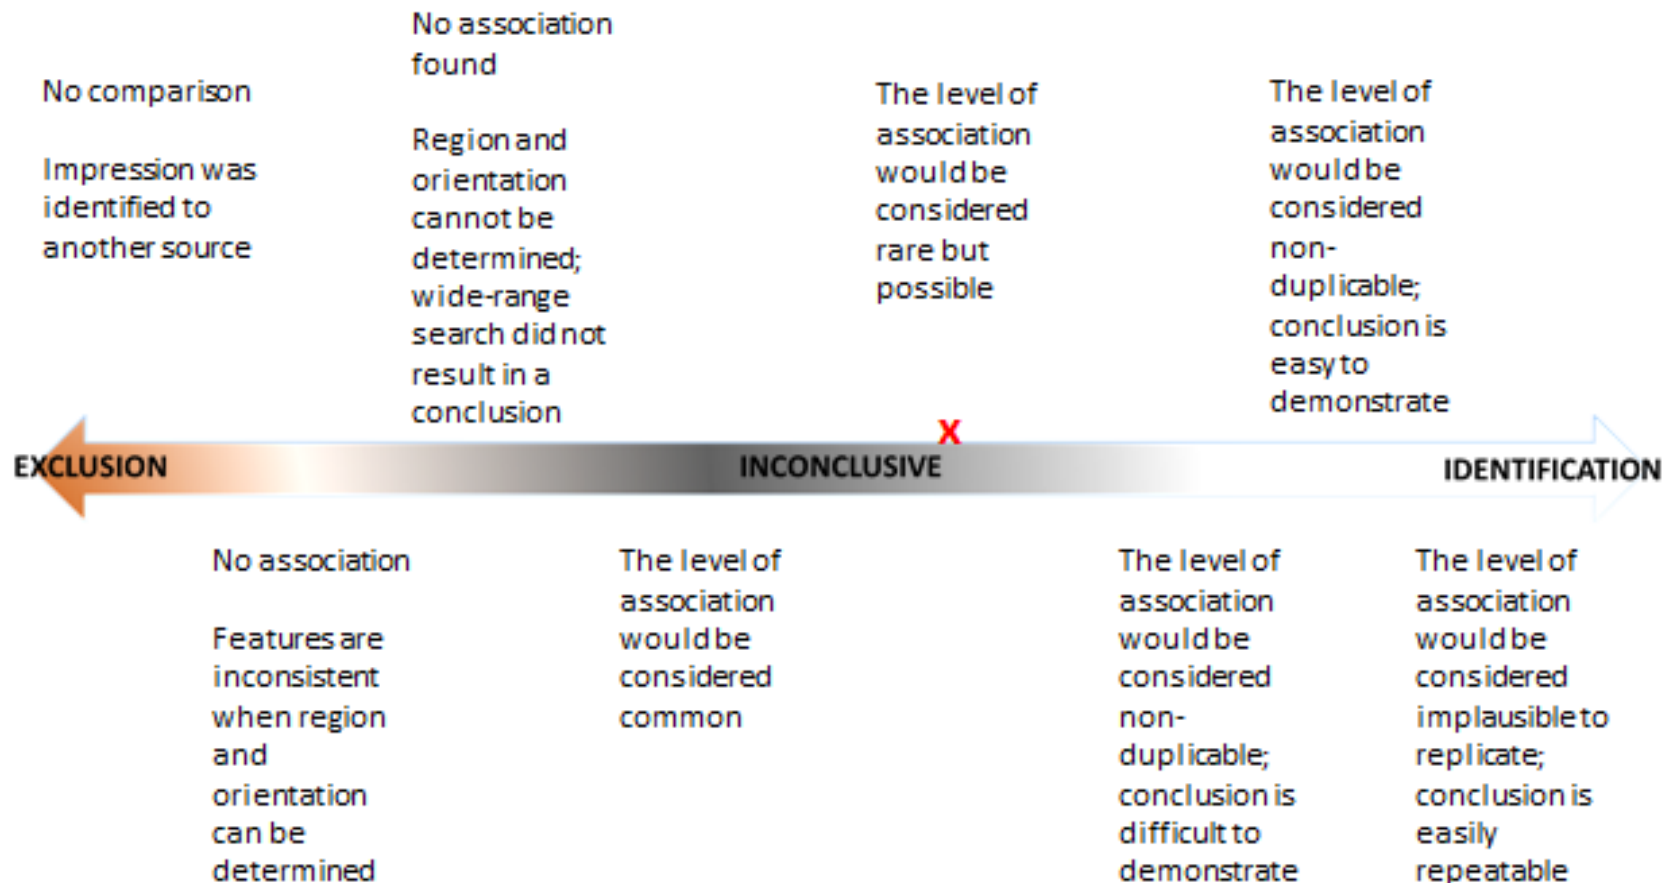 No comparison
Impression was
identified to
another source
No association
found
Region and
orientation
cannot be
determined;
wide-range
search did not
result in a
conclusion
The level of
association
would be
considered
rare but
possible
The level of
association
would be
considered
non-
duplicable;
conclusion is
easy to
demonstrate
X
EXCLUSION
INCONCLUSIVE
IDENTIFICATION
No association
Features are
inconsistent
when region
and
orientation
can be
determined
The level of
association
would be
considered
common
The level of
association
would be
considered
non-
duplicable;
conclusion is
difficult to
demonstrate
The level of
association
would be
considered
implausible to
replicate;
conclusion is
easily
repeatable